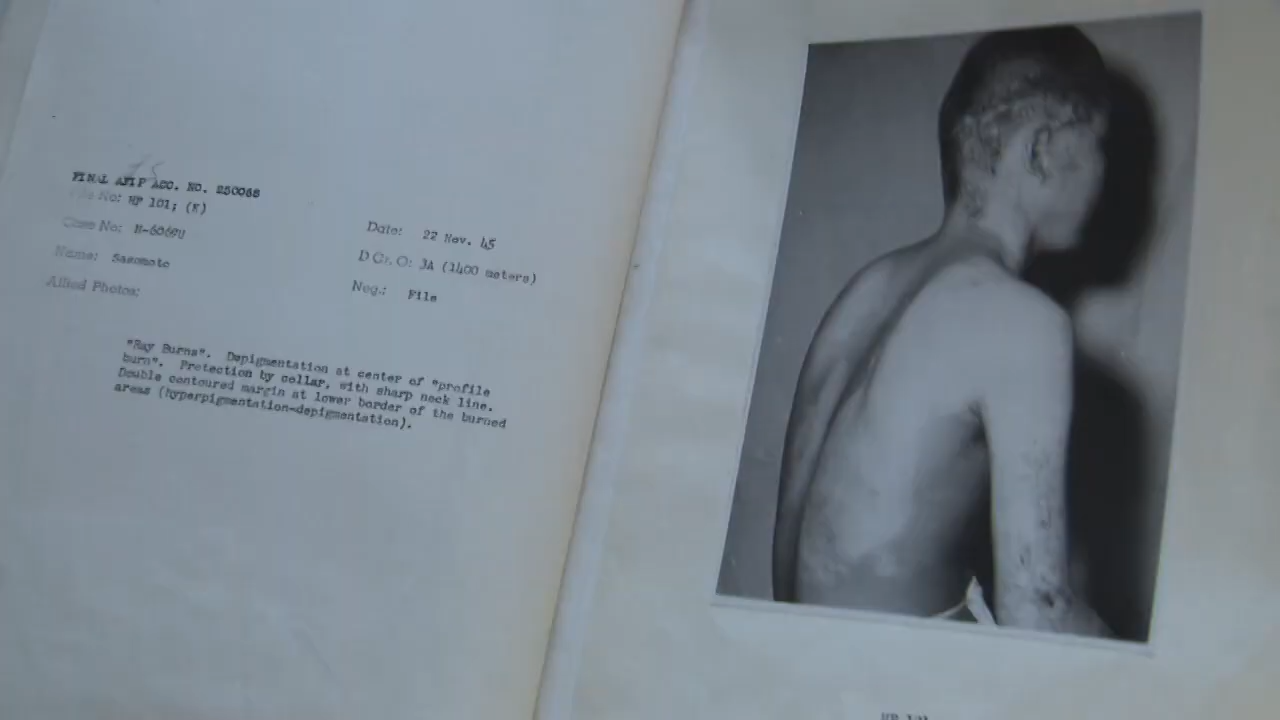 FINAL AFIP ACC. NO. 250068
File No: HP 101; (K)
Case No: H-6069U
Name: Sasomoto
Allied Photos:
Date: 22 Nov. 45
D Gr. O: 3A (1400 meters)
Neg.: File
"Ray Burns". Depigmentation at center of "profile
burn". Protection by collar, with sharp neck line.
Double contoured margin at lower border of the burned
areas (hyperpigmentation-depigmentation).